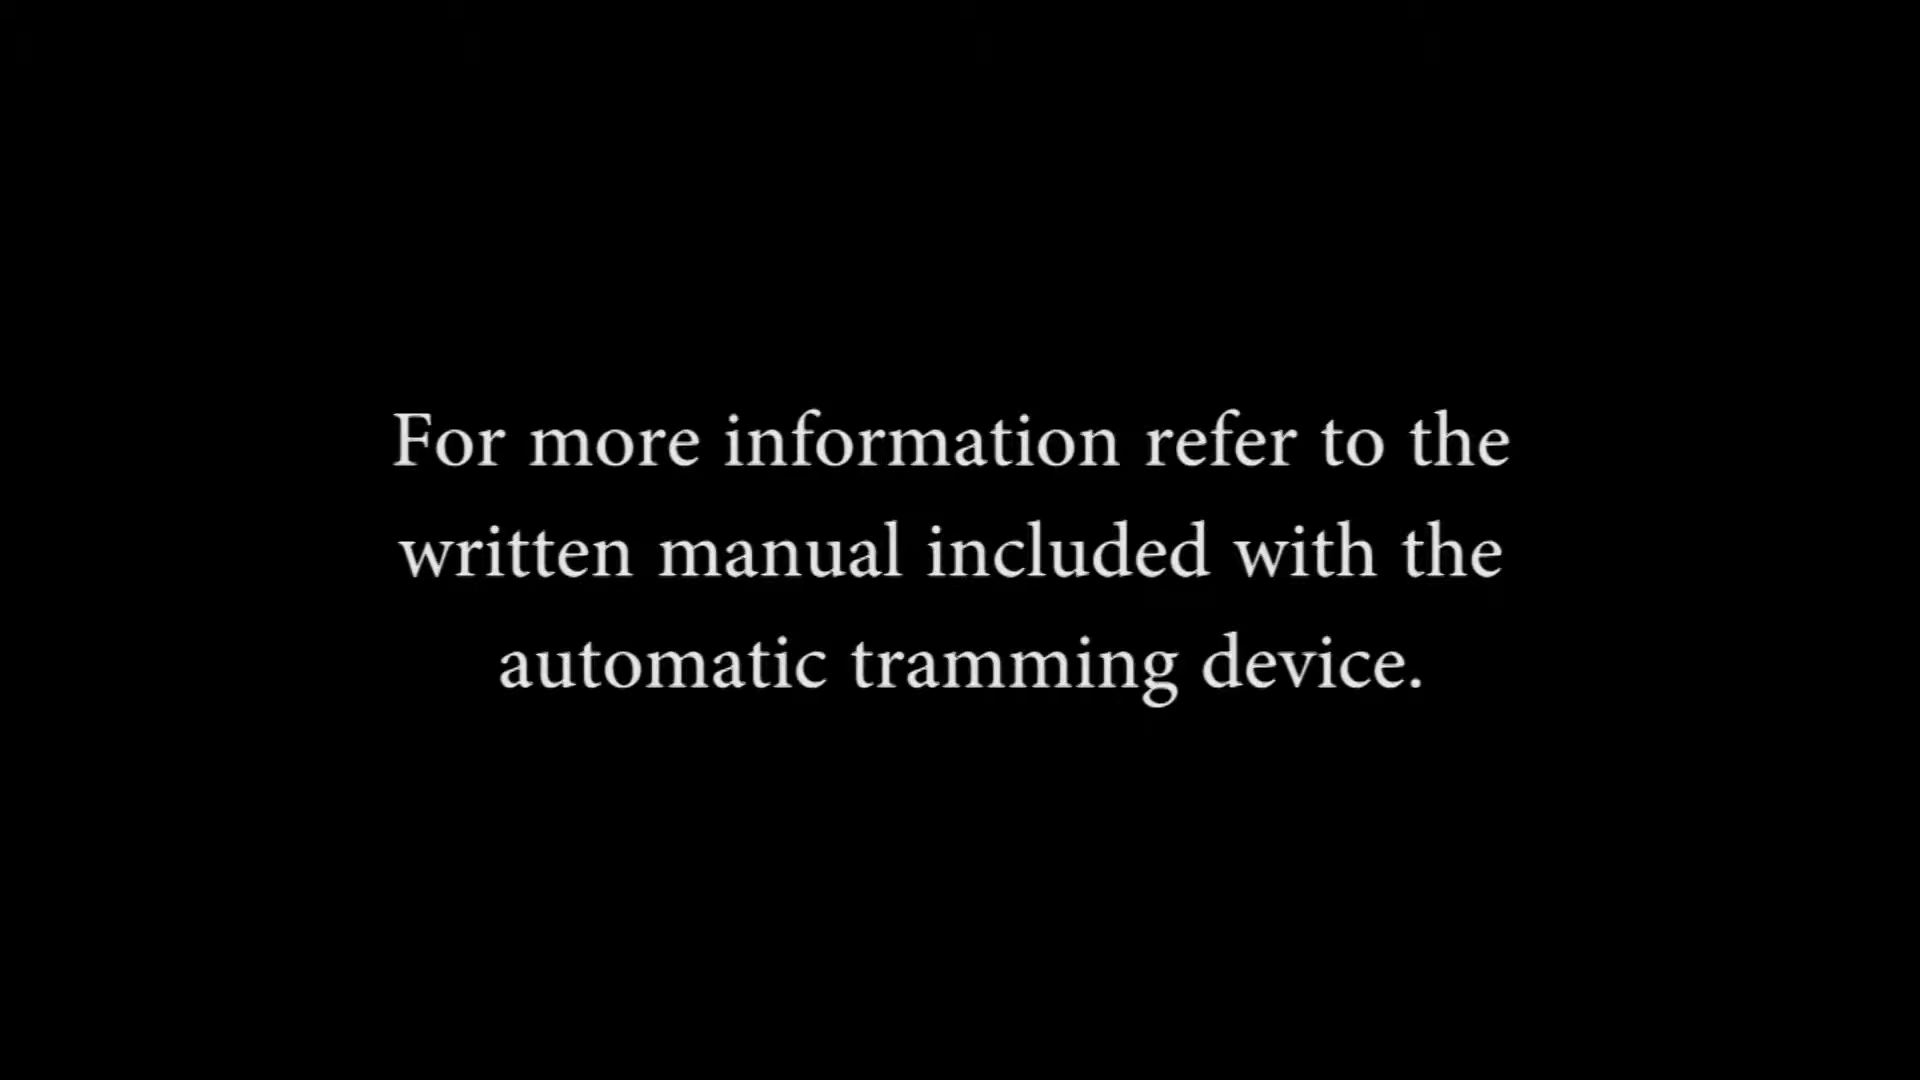 For more information refer to the
written manual included with the
automatic tramming device.